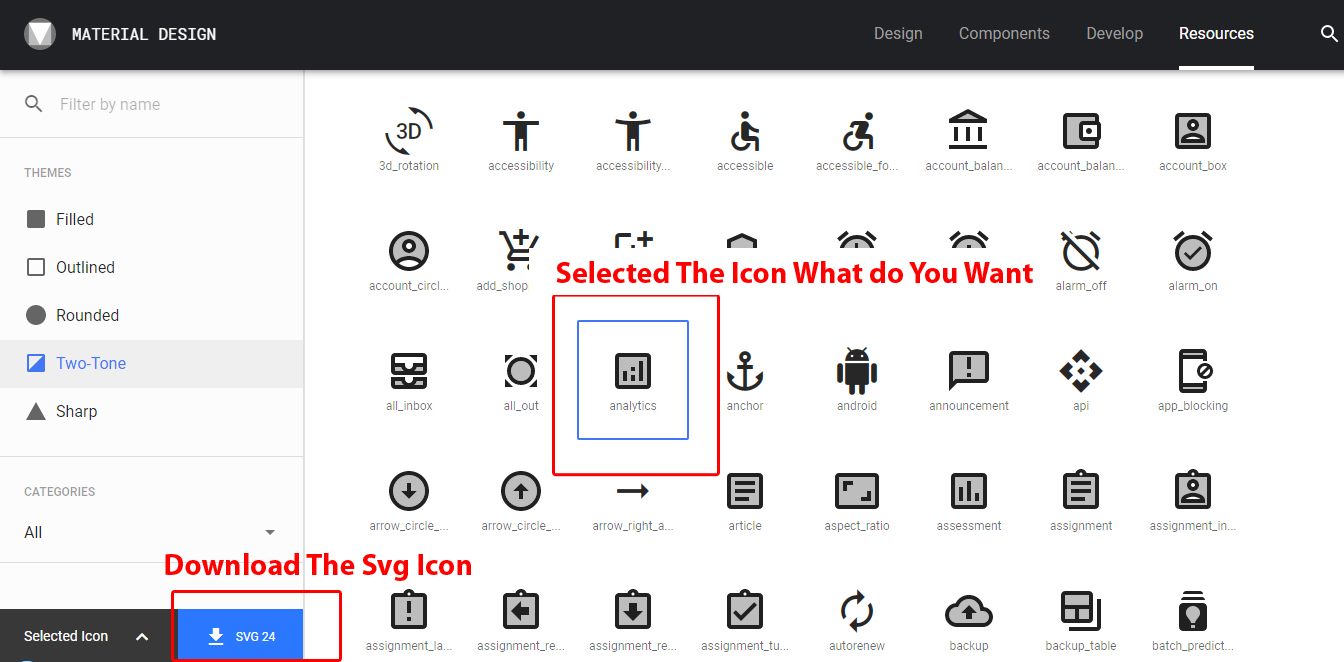 MATERIAL DESIGN
Design Components Develop Resources
Filter by name
THEMES
Filled
Outlined
Rounded
Two-Tone
Sharp
CATEGORIES
All
Download The Svg Icon
Selected Icon
SVG 24
3D
3d_rotation accessibility accessibility... accessible accessible_fo... account_balan... account_balan... account_box
Selected The Icon What do You Want
account_circl... add_shop alarm_off alarm_on
all_inbox all_out analytics anchor android announcement api app_blocking
arrow_circle_... arrow_circle_... arrow_right_a... article aspect_ratio assessment assignment assignment_in...
assignment_la... assignment_re... assignment_re... assignment_tu... autorenew backup backup_table batch_predict...